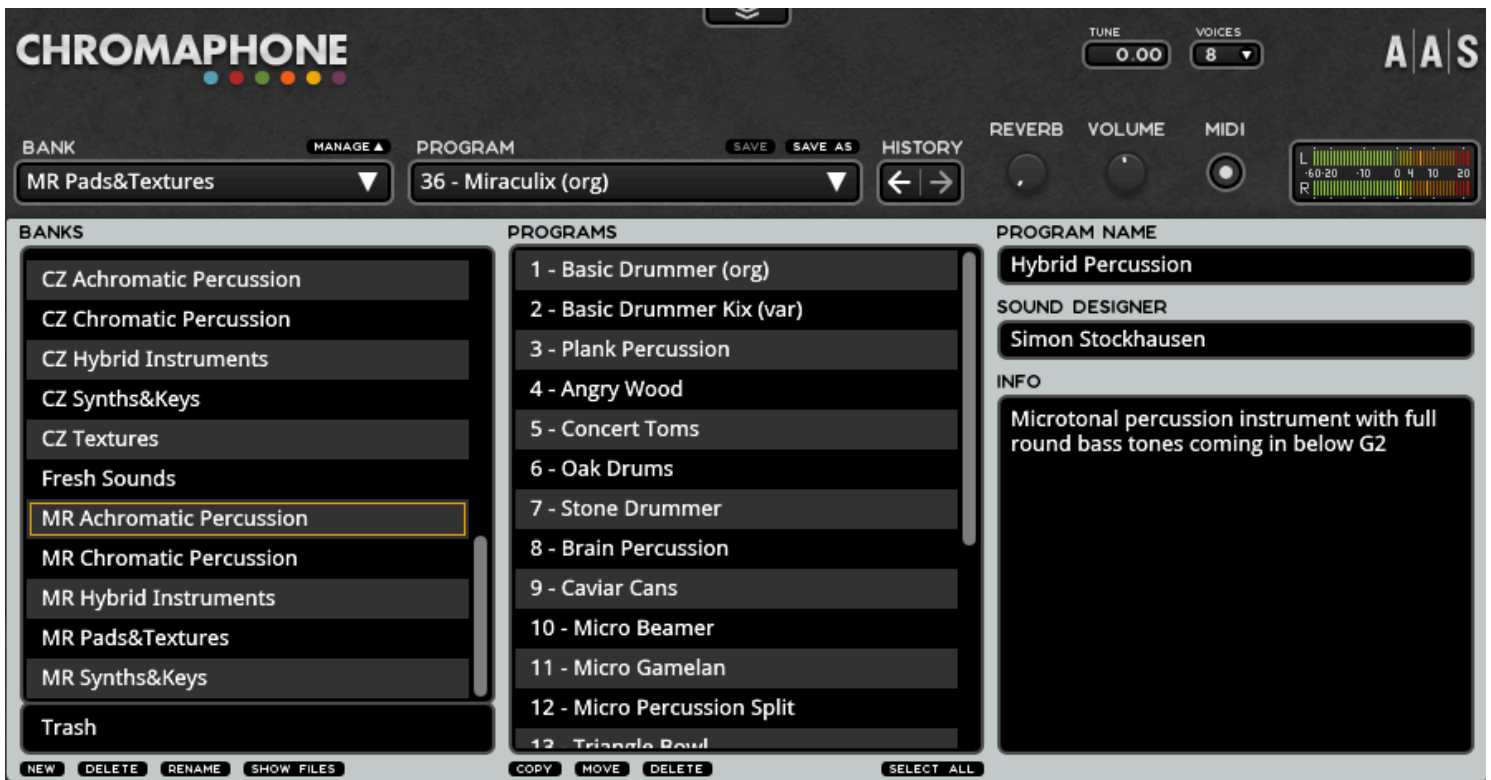 CHROMAPHONE
TUNE
0.00
VOICES
8
A|A|S
BANK
MANAGE
MR Pads&Textures
PROGRAM
SAVE
SAVE AS
36 - Miraculix (org)
HISTORY
REVERB
VOLUME
MIDI
L
-60-20 -10 0 4 10 20
R
BANKS
CZ Achromatic Percussion
CZ Chromatic Percussion
CZ Hybrid Instruments
CZ Synths&Keys
CZ Textures
Fresh Sounds
MR Achromatic Percussion
MR Chromatic Percussion
MR Hybrid Instruments
MR Pads&Textures
MR Synths&Keys
Trash
NEW DELETE RENAME SHOW FILES
PROGRAMS
1 - Basic Drummer (org)
2 - Basic Drummer Kix (var)
3 - Plank Percussion
4 - Angry Wood
5 - Concert Toms
6 - Oak Drums
7 - Stone Drummer
8 - Brain Percussion
9 - Caviar Cans
10 - Micro Beamer
11 - Micro Gamelan
12 - Micro Percussion Split
13 - Triangle Bowl
COPY MOVE DELETE SELECT ALL
PROGRAM NAME
Hybrid Percussion
SOUND DESIGNER
Simon Stockhausen
INFO
Microtonal percussion instrument with full
round bass tones coming in below G2